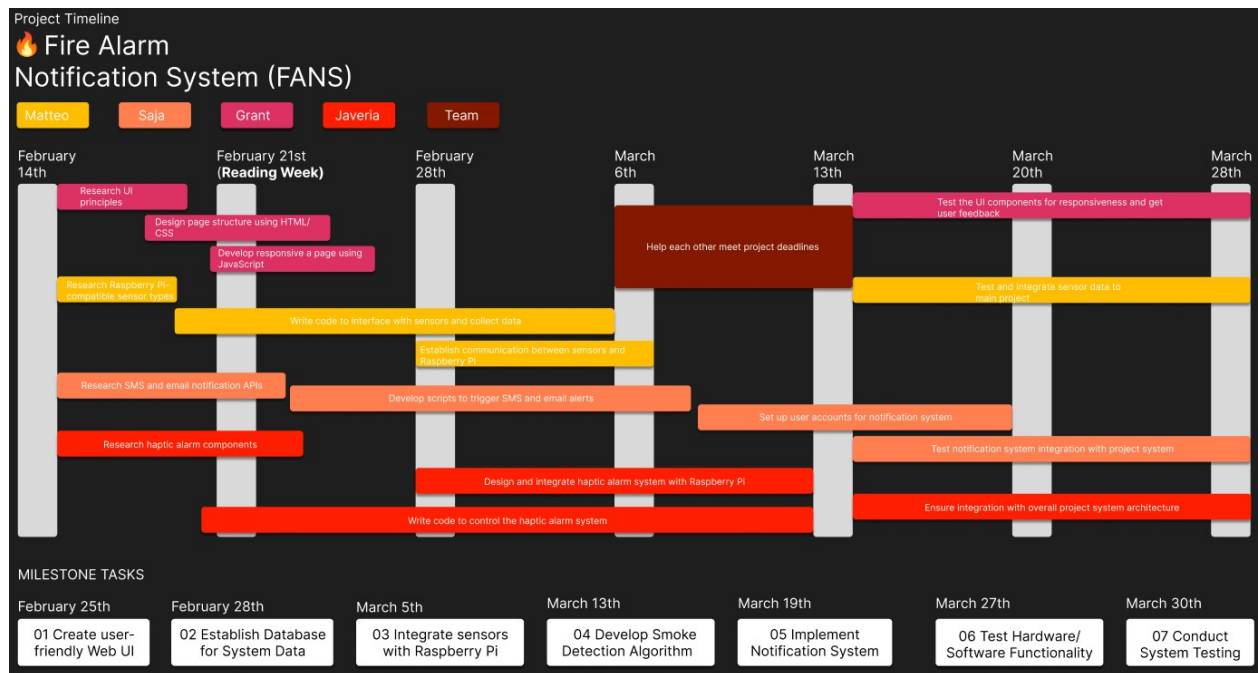 Project Timeline
🔥 Fire Alarm
Notification System (FANS)
Matteo
Saja
Grant
Javeria
Team
February
14th
February 21st
(Reading Week)
February
28th
March
6th
March
13th
March
20th
March
28th
Research UI
principles
Test the UI components for responsiveness and get
user feedback
Design page structure using HTML/
CSS
Help each other meet project deadlines
Develop responsive a page using
JavaScript
Research Raspberry Pi-
compatible sensor types
Test and integrate sensor data to
main project
Write code to interface with sensors and collect data
Establish communication between sensors and
Raspberry Pi
Research SMS and email notification APIs
Develop scripts to trigger SMS and email alerts
Set up user accounts for notification system
Research haptic alarm components
Test notification system integration with project system
Design and integrate haptic alarm system with Raspberry Pi
Ensure integration with overall project system architecture
Write code to control the haptic alarm system
MILESTONE TASKS
February 25th
01 Create user-
friendly Web UI
February 28th
02 Establish Database
for System Data
March 5th
03 Integrate sensors
with Raspberry Pi
March 13th
04 Develop Smoke
Detection Algorithm
March 19th
05 Implement
Notification System
March 27th
06 Test Hardware/
Software Functionality
March 30th
07 Conduct
System Testing